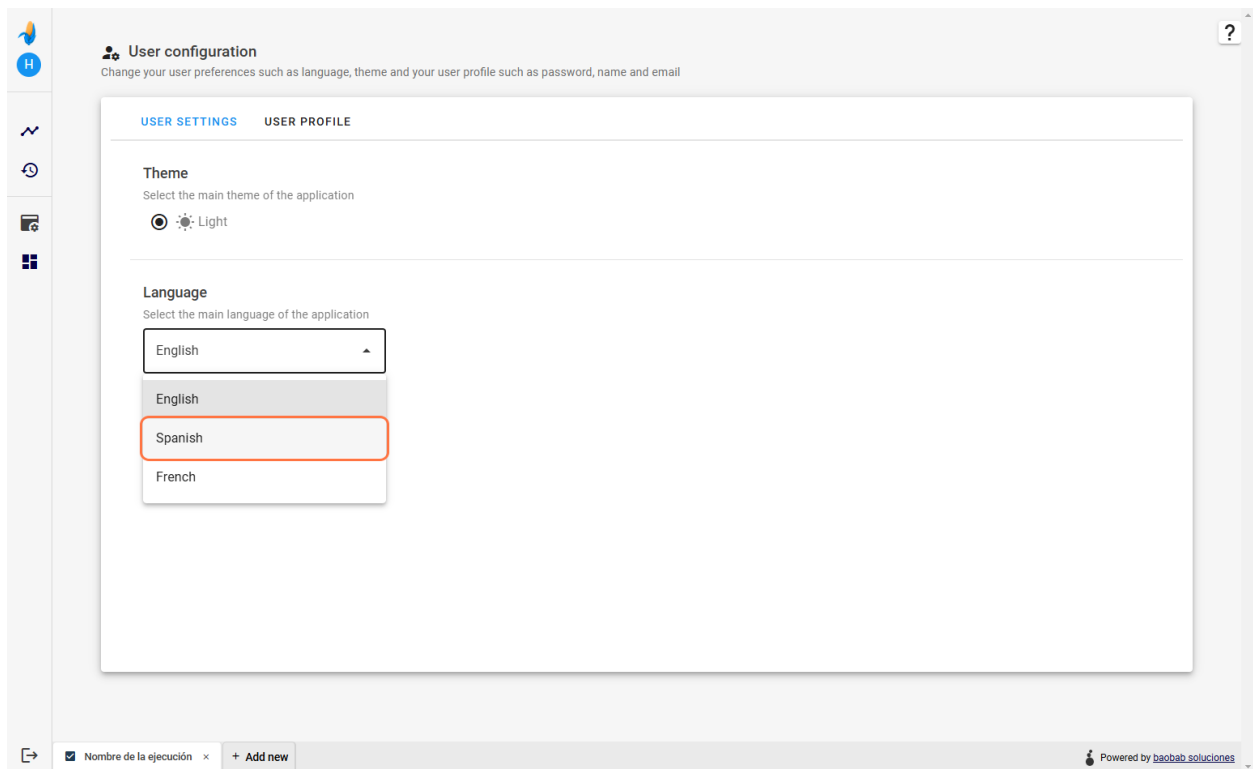 ?
User configuration
H
Change your user preferences such as language, theme and your user profile such as password, name and email
USER SETTINGS USER PROFILE
Theme
Select the main theme of the application
Light
Language
Select the main language of the application
English
English
Spanish
French
Nombre de la ejecución × + Add new Powered by baobab soluciones